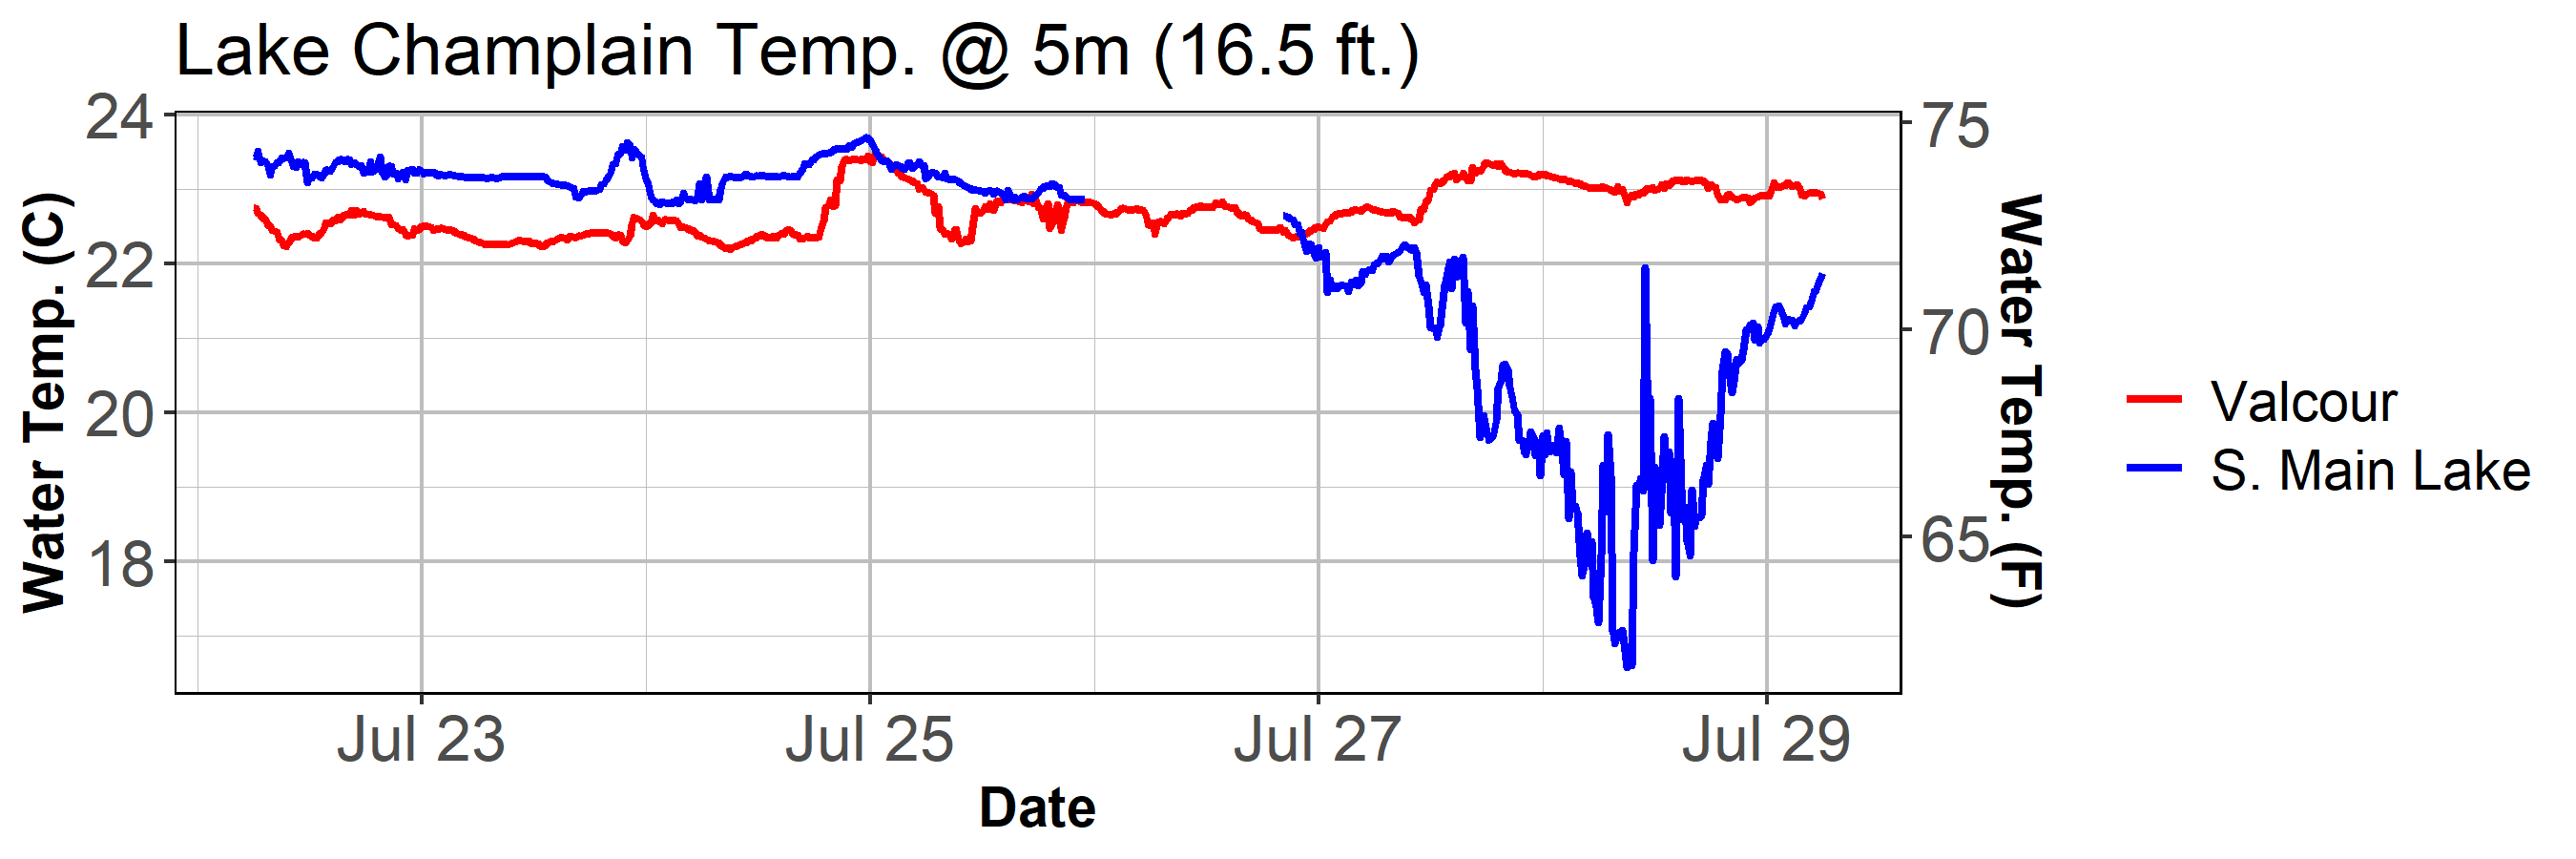 Lake Champlain Temp. @ 5m (16.5 ft.)
Water Temp. (C)
24
22
20
18
75
70
65
Water Temp. (F)
Jul 23 Jul 25 Jul 27 Jul 29
Date
Valcour
S. Main Lake